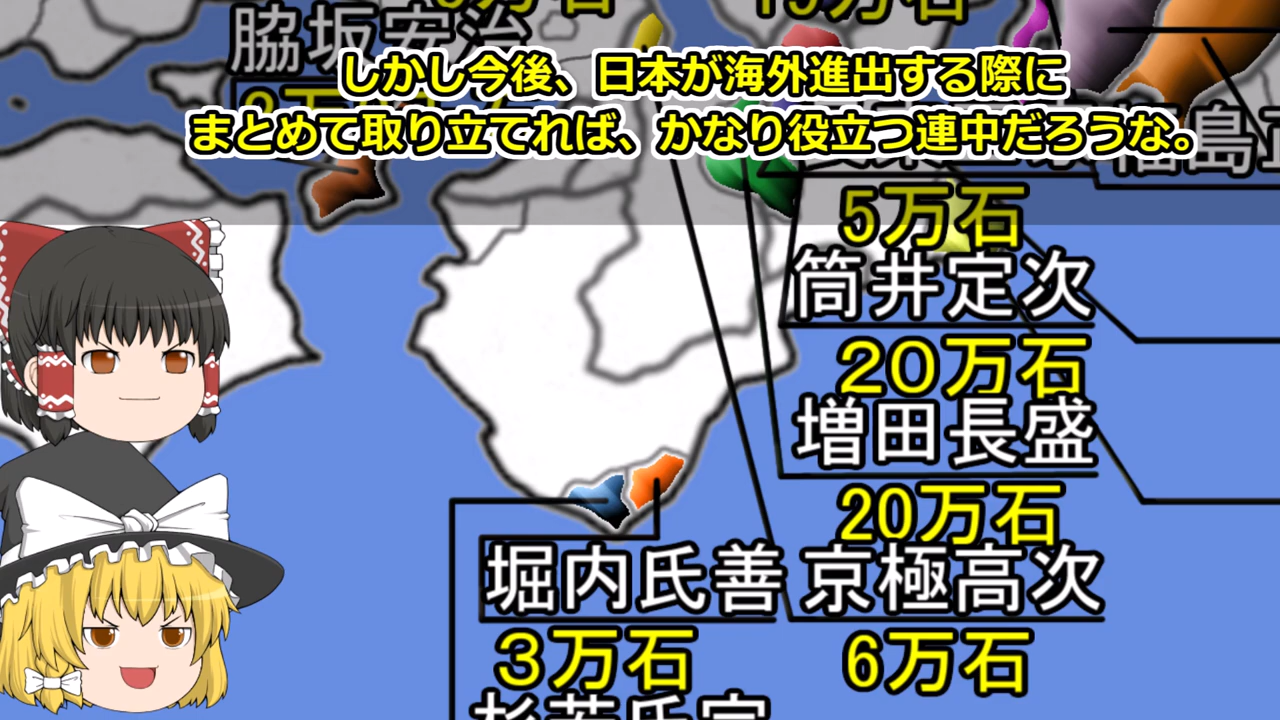 脇坂安治
しかし今後、日本が海外進出する際に
まとめて取り立てれば、かなり役立つ連中だろうな。
5万石
筒井定次
20万石
増田長盛
20万石
堀内氏善
京極高次
3万石
6万石